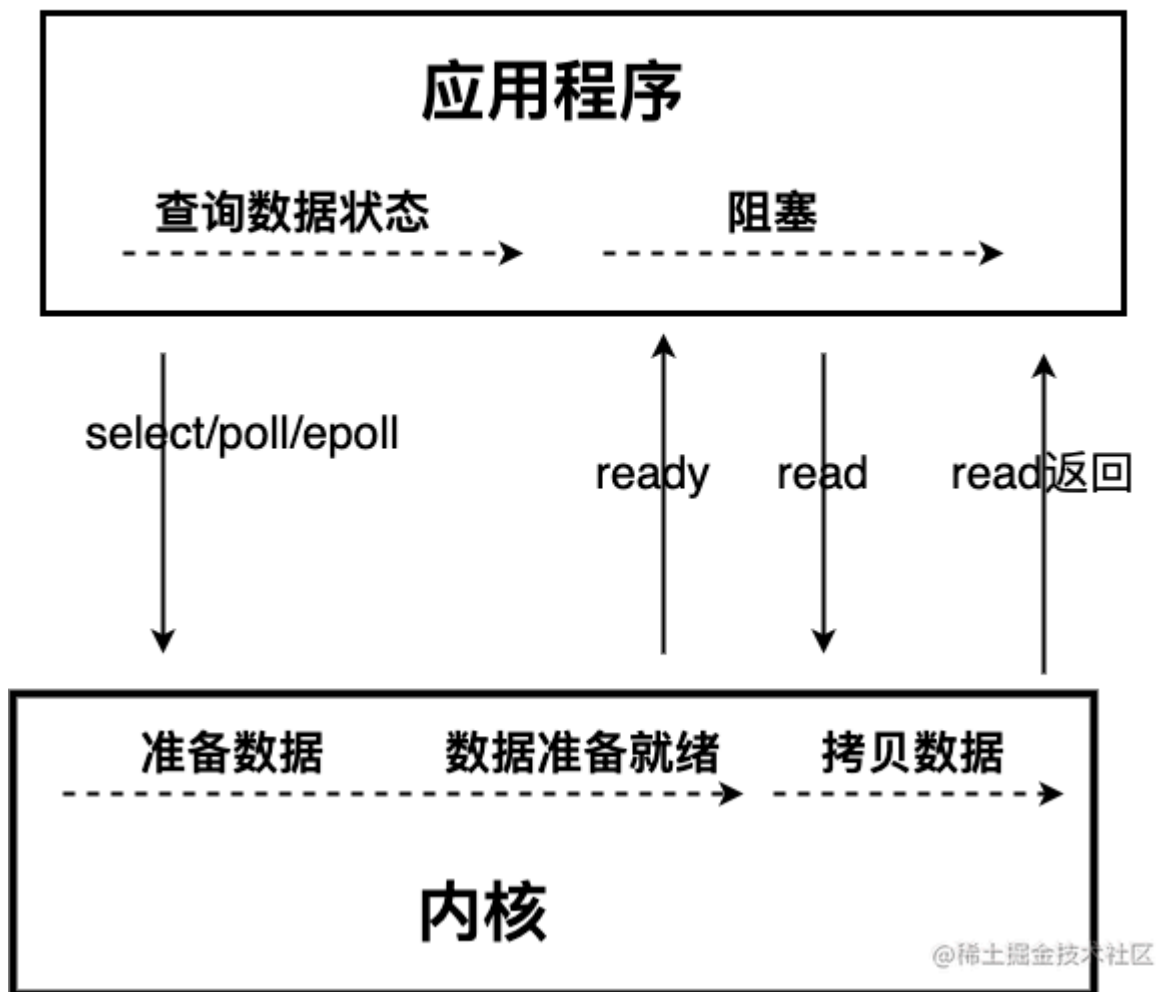 应用程序
查询数据状态
阻塞
select/poll/epoll
ready
read
read返回
准备数据
数据准备就绪
拷贝数据
内核
@稀土掘金技术社区